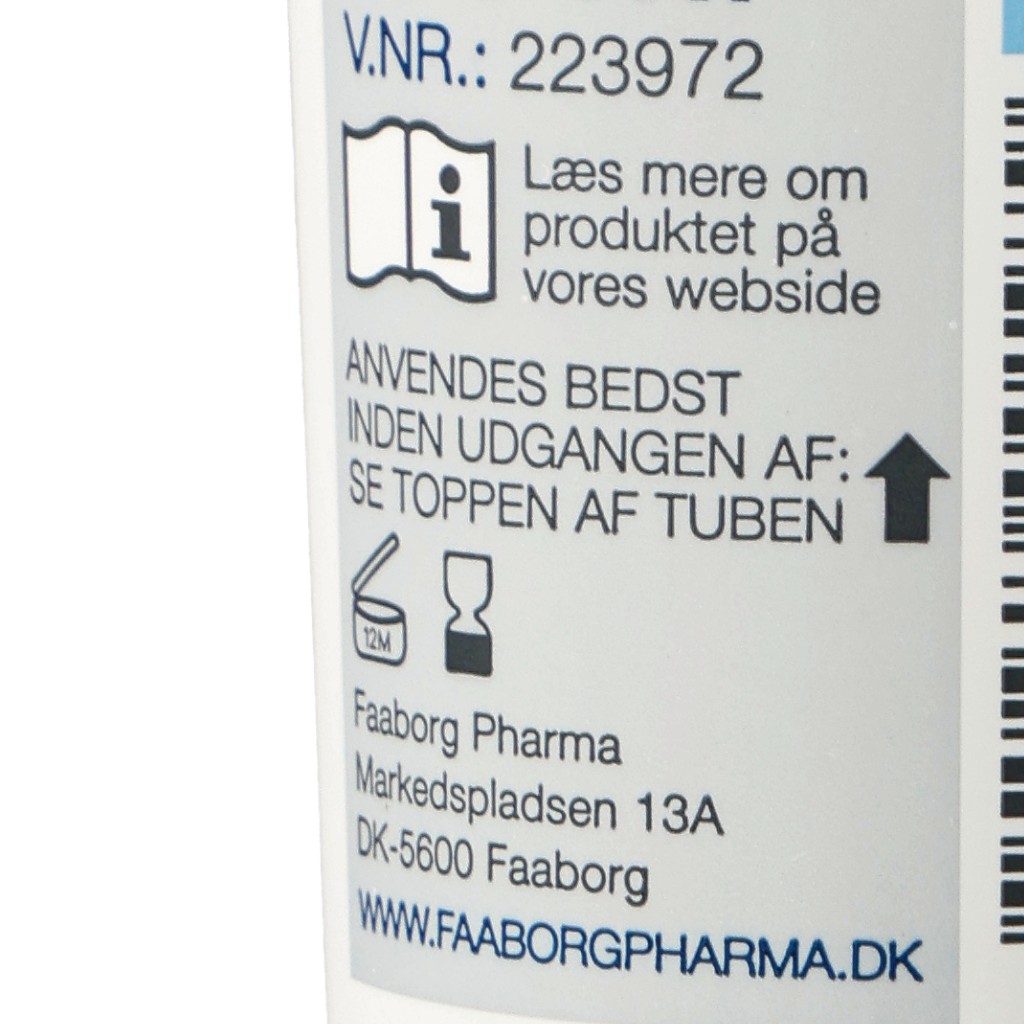 V.NR.: 223972
i
Læs mere om
produktet på
vores webside
ANVENDES BEDST
INDEN UDGANGEN AF:
SE TOPPEN AF TUBEN
12M
Faaborg Pharma
Markedspladsen 13A
DK-5600 Faaborg
WWW.FAABORGPHARMA.DK